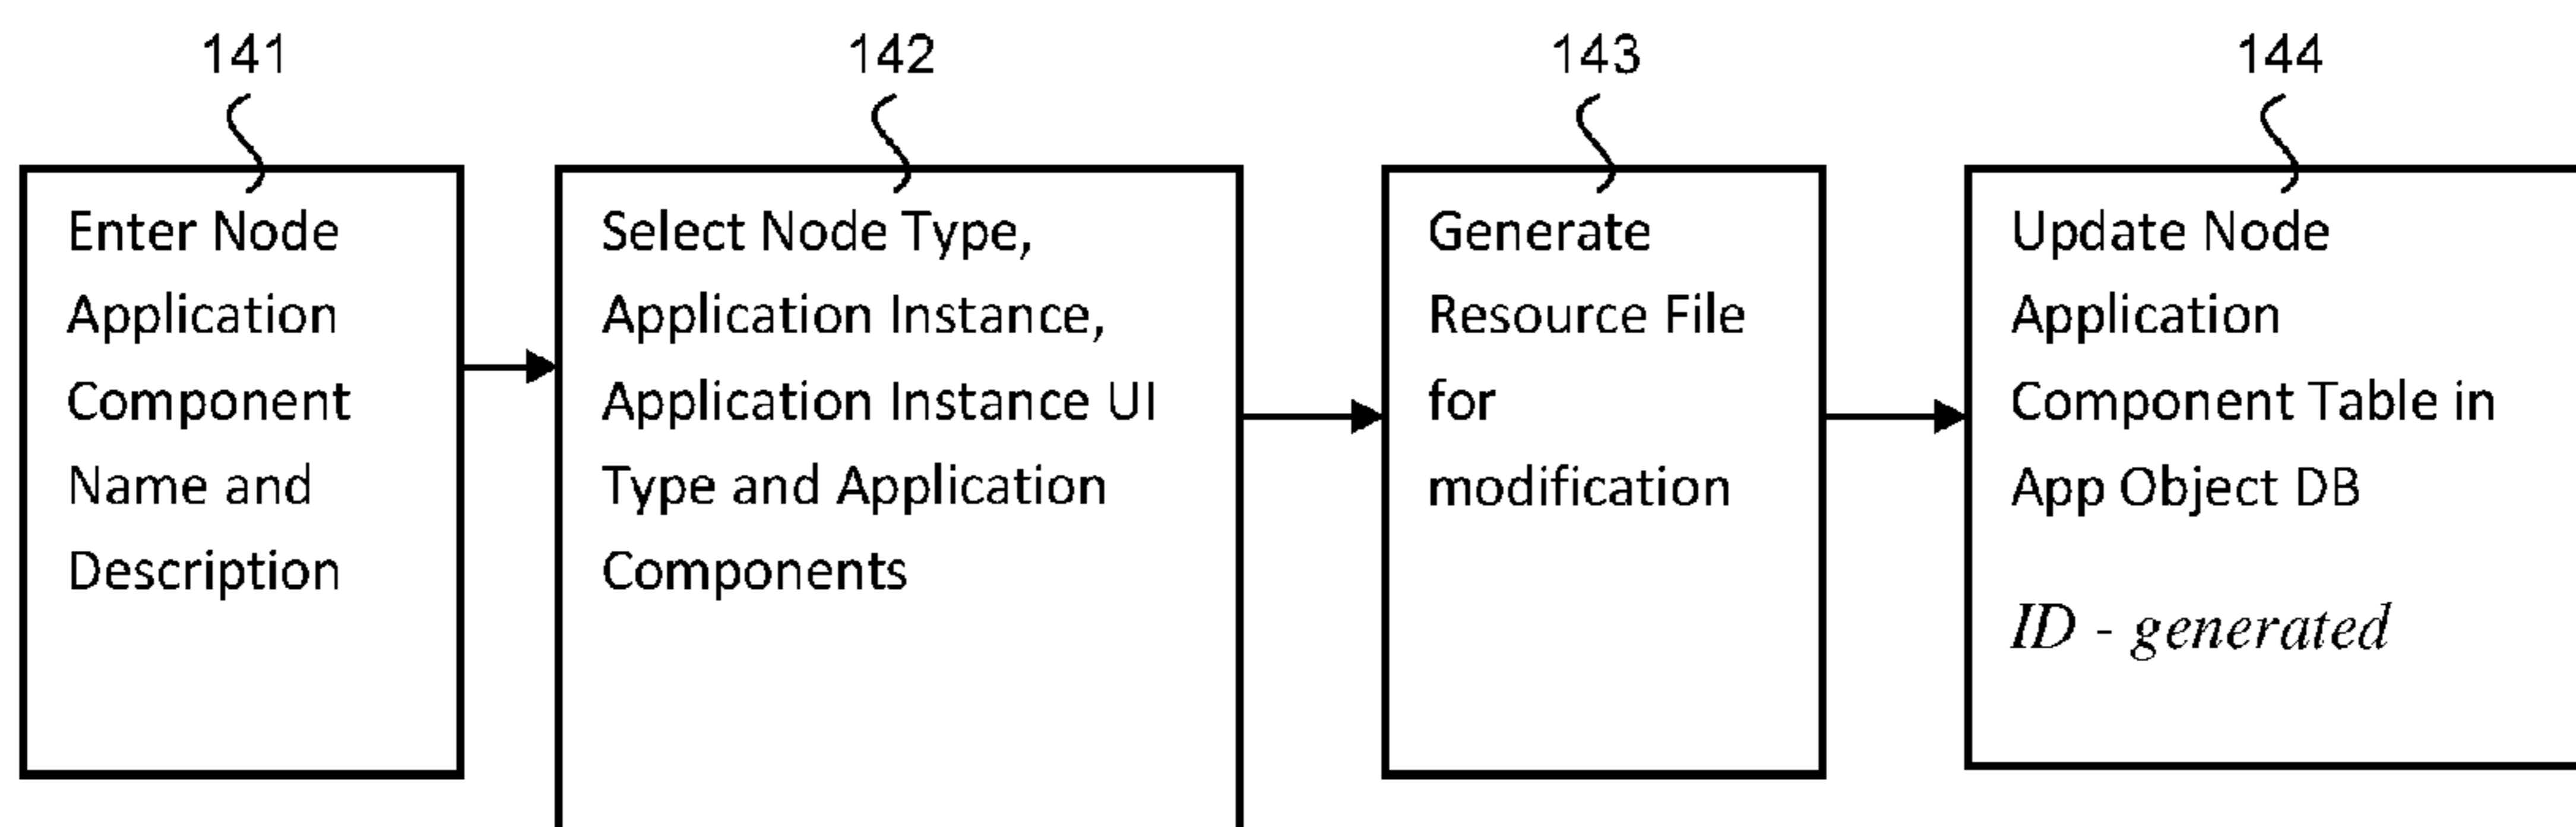 141
142
143
144
Enter Node
Application
Component
Name and
Description
Select Node Type,
Application Instance,
Application Instance UI
Type and Application
Components
Generate
Resource File
for
modification
Update Node
Application
Component Table in
App Object DB
ID - generated